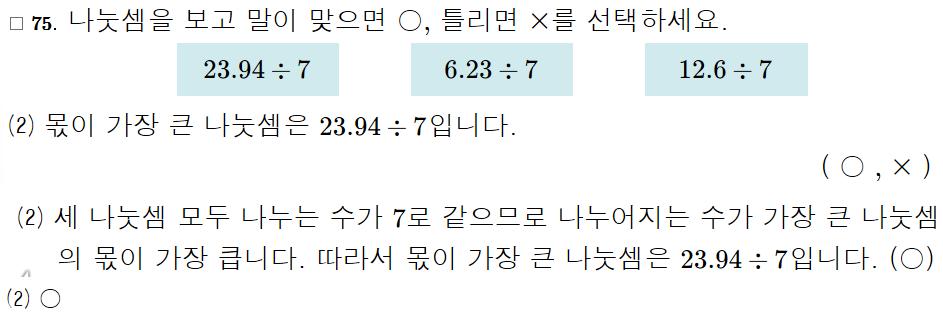 □ 75. 나눗셈을 보고 말이 맞으면 ○, 틀리면 ×를 선택하세요.
23.94 ÷ 7 6.23 ÷ 7 12.6 ÷ 7
(2) 몫이 가장 큰 나눗셈은 23.94 ÷ 7입니다.
( ○ , × )
(2) 세 나눗셈 모두 나누는 수가 7로 같으므로 나누어지는 수가 가장 큰 나눗셈
의 몫이 가장 큽니다. 따라서 몫이 가장 큰 나눗셈은 23.94 ÷ 7입니다. (○)
(2) ○